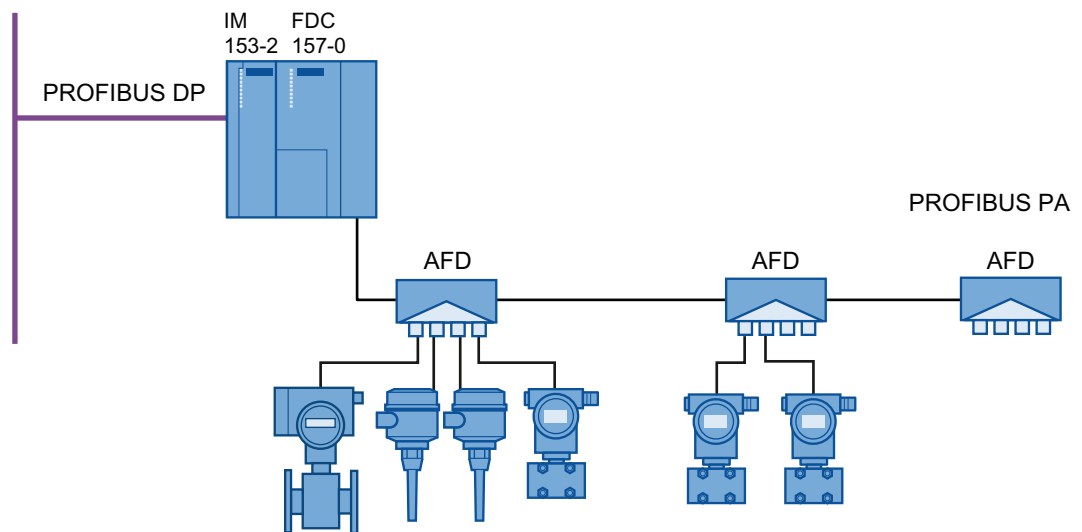 IM FDC
153-2 157-0
PROFIBUS DP
PROFIBUS PA
AFD AFD AFD